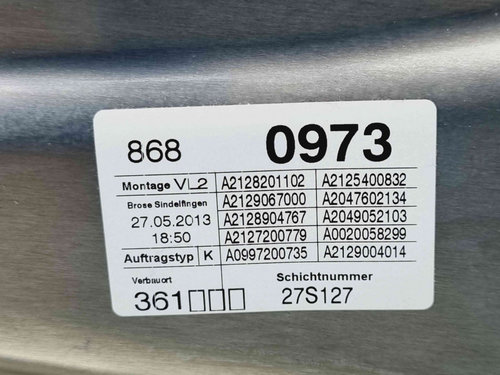 868 0973
Montage VL2 A2128201102 A2125400832
Brose Sindelfingen A2129067000 A2047602134
27.05.2013 A2128904767 A2049052103
18:50 A2127200779 A0020058299
Auftragstyp K A0997200735 A2129004014
Verbauort Schichtnummer
361□□□ 27S127